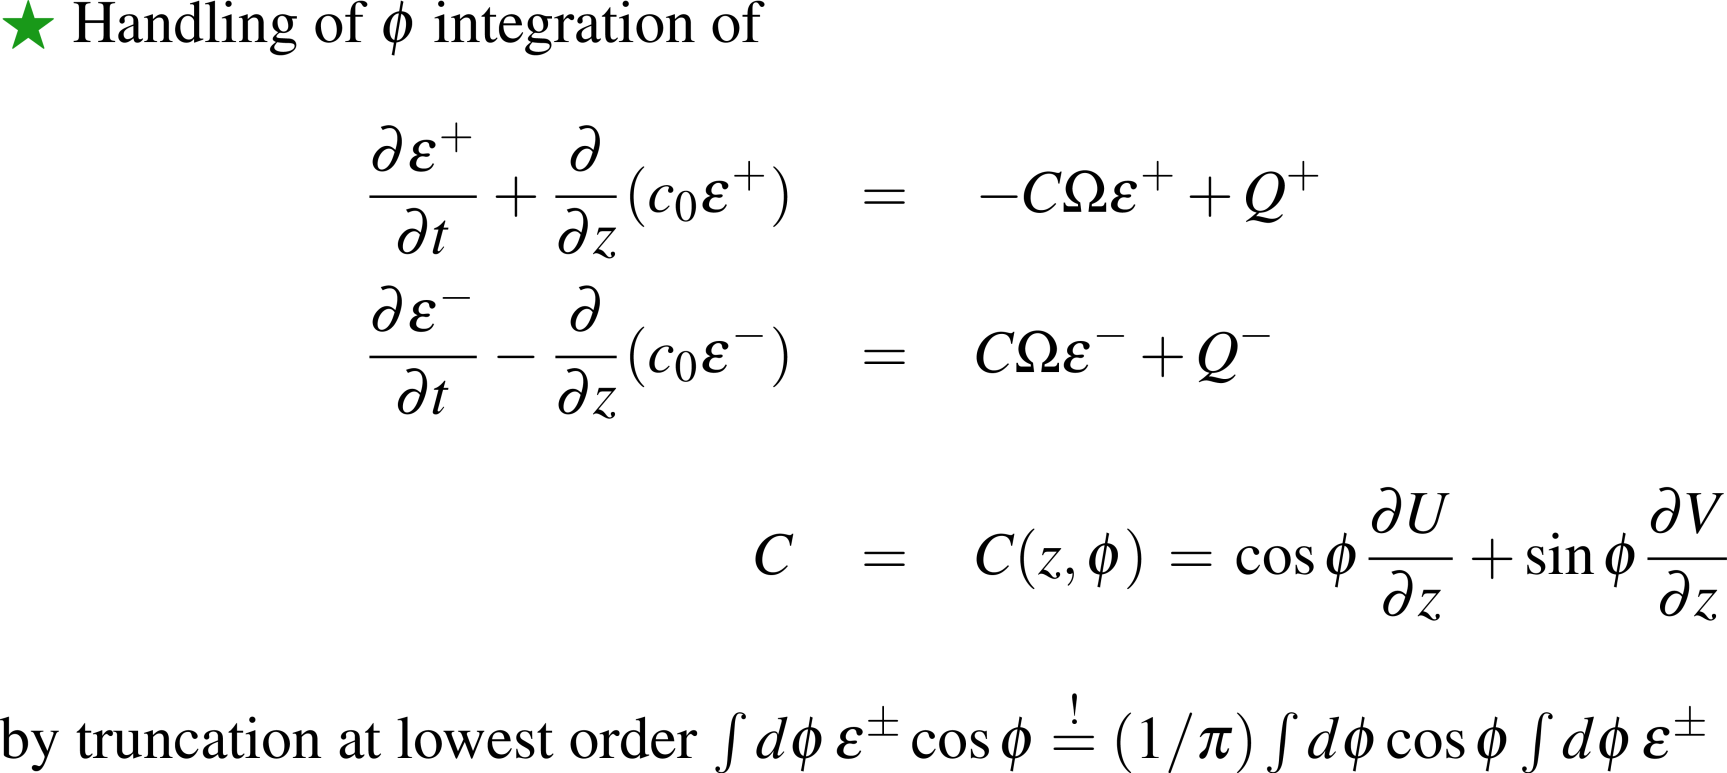 ★ Handling of ϕ integration of
∂ε⁺/∂t + ∂/∂z (c₀ε⁺) = −CΩε⁺ + Q⁺
∂ε⁻/∂t − ∂/∂z (c₀ε⁻) = CΩε⁻ + Q⁻
C = C(z,ϕ) = cos ϕ ∂U/∂z + sin ϕ ∂V/∂z
by truncation at lowest order ∫ dϕ ε^± cos ϕ =^! (1/π) ∫ dϕ cos ϕ ∫ dϕ ε^±